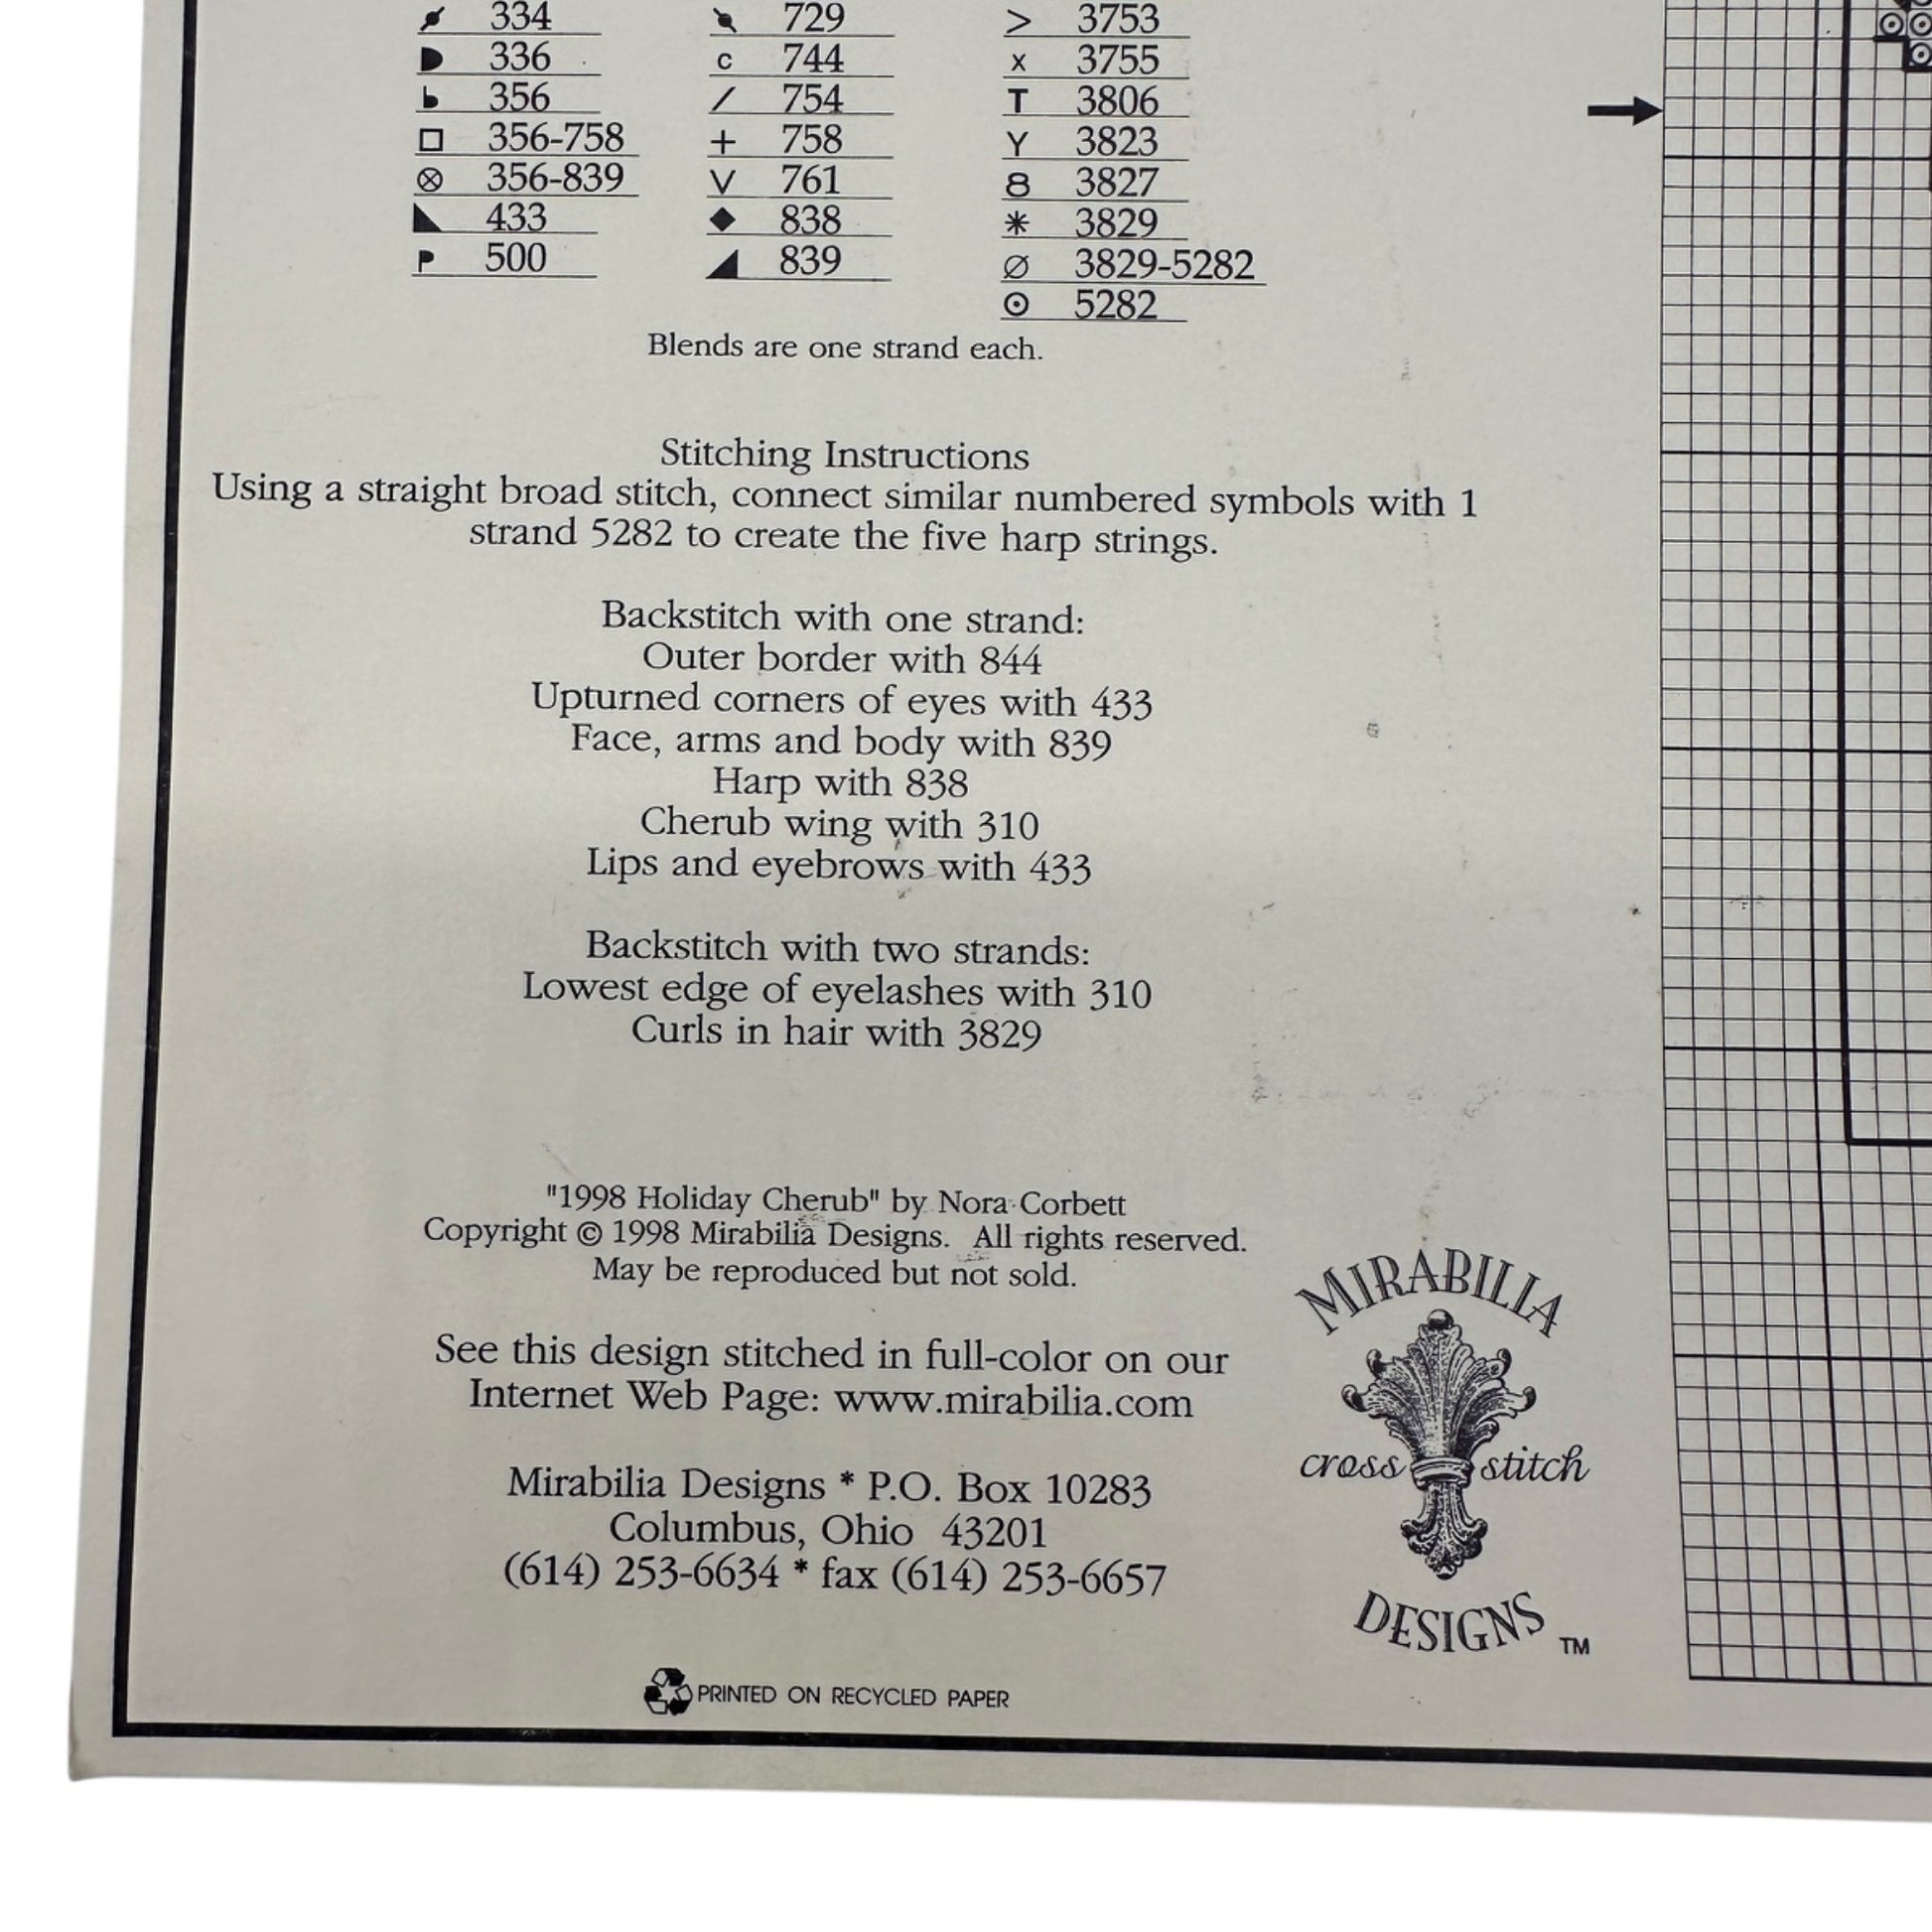 334 729 > 3753
336 c 744 x 3755
356 / 754 T 3806
356-758 + 758 Y 3823
356-839 V 761 8 3827
433 838 3829
P 500 839 3829-5282
5282
Blends are one strand each.
Stitching Instructions
Using a straight broad stitch, connect similar numbered symbols with 1
strand 5282 to create the five harp strings.
Backstitch with one strand:
Outer border with 844
Upturned corners of eyes with 433
Face, arms and body with 839
Harp with 838
Cherub wing with 310
Lips and eyebrows with 433
Backstitch with two strands:
Lowest edge of eyelashes with 310
Curls in hair with 3829
"1998 Holiday Cherub" by Nora Corbett
Copyright © 1998 Mirabilia Designs. All rights reserved.
May be reproduced but not sold.
See this design stitched in full-color on our
Internet Web Page: www.mirabilia.com
Mirabilia Designs * P.O. Box 10283
Columbus, Ohio 43201
(614) 253-6634 * fax (614) 253-6657
MIRABILIA
cross stitch
DESIGNS TM
PRINTED ON RECYCLED PAPER